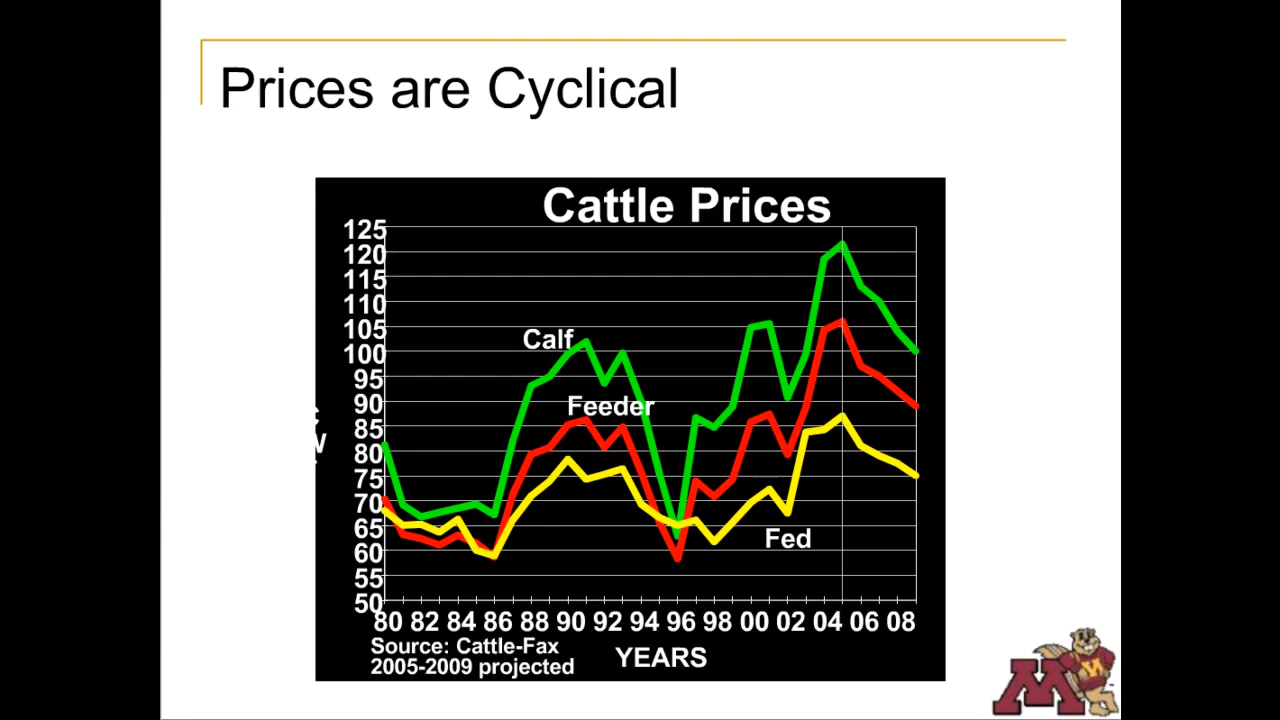 Prices are Cyclical
Cattle Prices
125
120
115
110
105
100
95
90
85
80
75
70
65
60
55
50
Calf
Feeder
Fed
80 82 84 86 88 90 92 94 96 98 00 02 04 06 08
Source: Cattle-Fax
2005-2009 projected
YEARS
M